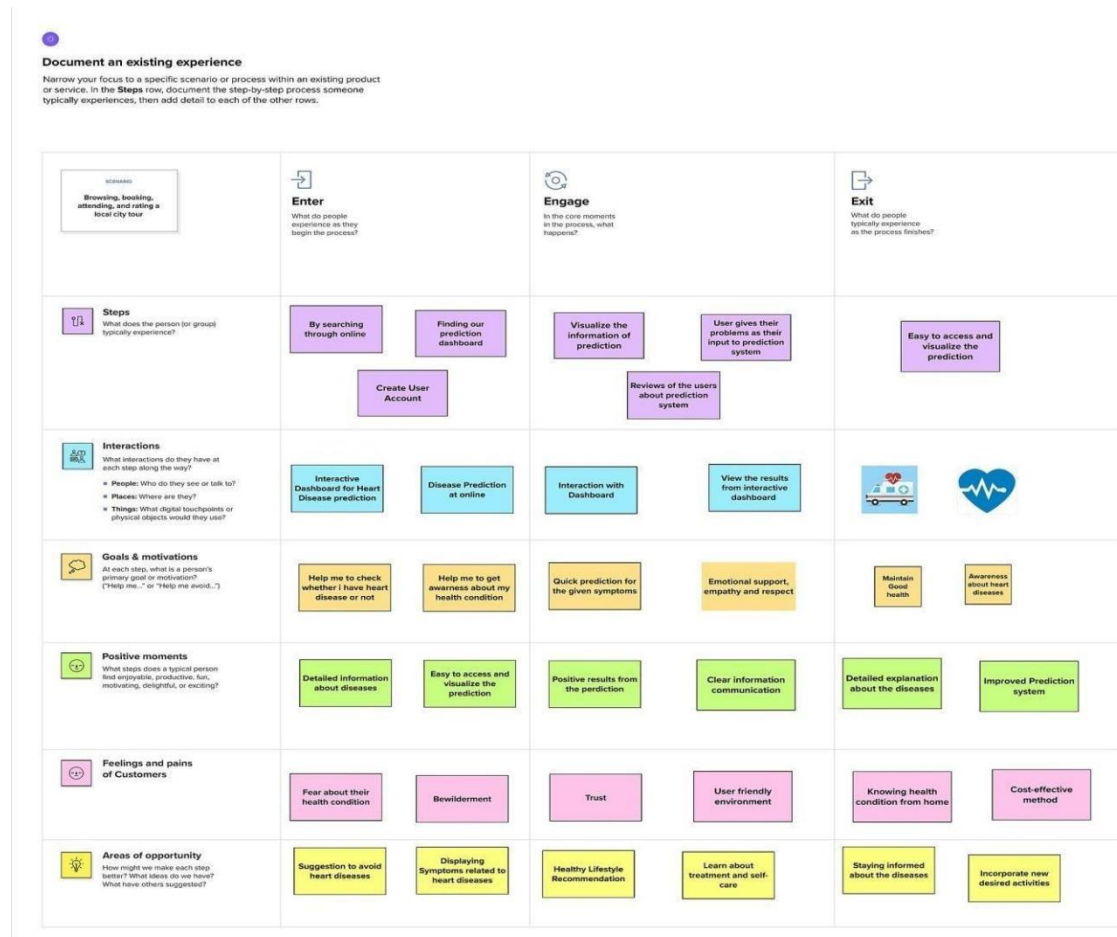 Document an existing experience
Narrow your focus to a specific scenario or process within an existing product
or service. In the Steps row, document the step-by-step process someone
typically experiences, then add detail to each of the other rows.
SCENARIO
Browsing, booking,
attending, and rating a
local city tour
Enter
What do people
experience as they
begin the process?
Engage
In the core moments
in the process, what
happens?
Exit
What do people
typically experience
as the process finishes?
Steps
What does the person (or group)
typically experience?
By searching
through online
Finding our
prediction
dashboard
Create User
Account
Visualize the
information of
prediction
User gives their
problems as their
input to prediction
system
Reviews of the users
about prediction
system
Easy to access and
visualize the
prediction
Interactions
What interactions do they have at
each step along the way?
People: Who do they see or talk to?
Places: Where are they?
Things: What digital touchpoints or
physical objects would they use?
Interactive
Dashboard for Heart
Disease prediction
Disease Prediction
at online
Interaction with
Dashboard
View the results
from interactive
dashboard
Goals & motivations
At each step, what is a person's
primary goal or motivation?
("Help me..." or "Help me avoid...")
Help me to check
whether i have heart
disease or not
Help me to get
awarness about my
health condition
Quick prediction for
the given symptoms
Emotional support,
empathy and respect
Maintain
Good
health
Awareness
about heart
diseases
Positive moments
What steps does a typical person
find enjoyable, productive, fun,
motivating, delightful, or exciting?
Detailed Information
about diseases
Easy to access and
visualize the
prediction
Positive results from
the perdiction
Clear information
communication
Detailed explanation
about the diseases
Improved Prediction
system
Feelings and pains
of Customers
Fear about their
health condition
Bewilderment
Trust
User friendly
environment
Knowing health
condition from home
Cost-effective
method
Areas of opportunity
How might we make each step
better? What ideas do we have?
What have others suggested?
Suggestion to avoid
heart diseases
Displaying
Symptoms related to
heart diseases
Healthy Lifestyle
Recommendation
Learn about
treatment and self-
care
Staying informed
about the diseases
Incorporate new
desired activities